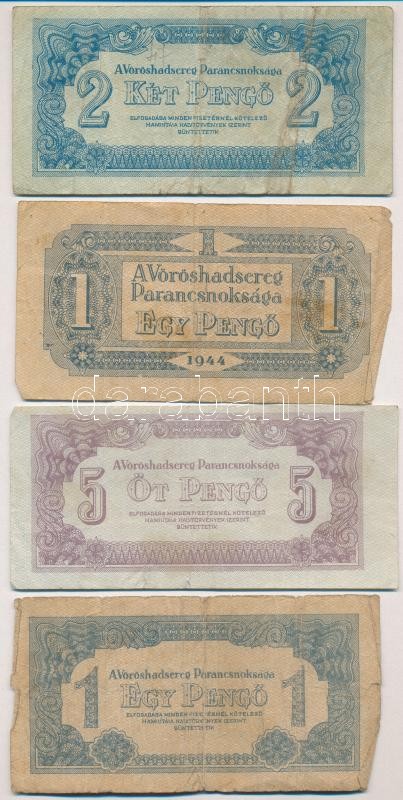 A Vöröshadsereg Parancsnoksága
2 KÉT PENGŐ 2
ELFOGADÁSA MINDEN FIZETÉSNÉL KÖTELEZŐ
HAMISÍTÁSA HADITÖRVÉNYEK SZERINT
BÜNTETTETIK
1
A Vöröshadsereg
1 Parancsnoksága 1
EGY PENGŐ
1944
darabanth
A Vöröshadsereg Parancsnoksága
5 ÖT PENGŐ 5
ELFOGADÁSA MINDEN FIZETÉSNÉL KÖTELEZŐ
HAMISÍTÁSA HADITÖRVÉNYEK SZERINT
BÜNTETTETIK
A Vöröshadsereg Parancsnoksága
1 EGY PENGŐ 1
ELFOGADÁSA MINDEN FIZETÉSNÉL KÖTELEZŐ
HAMISÍTÁSA HADITÖRVÉNYEK SZERINT
BÜNTETTETIK